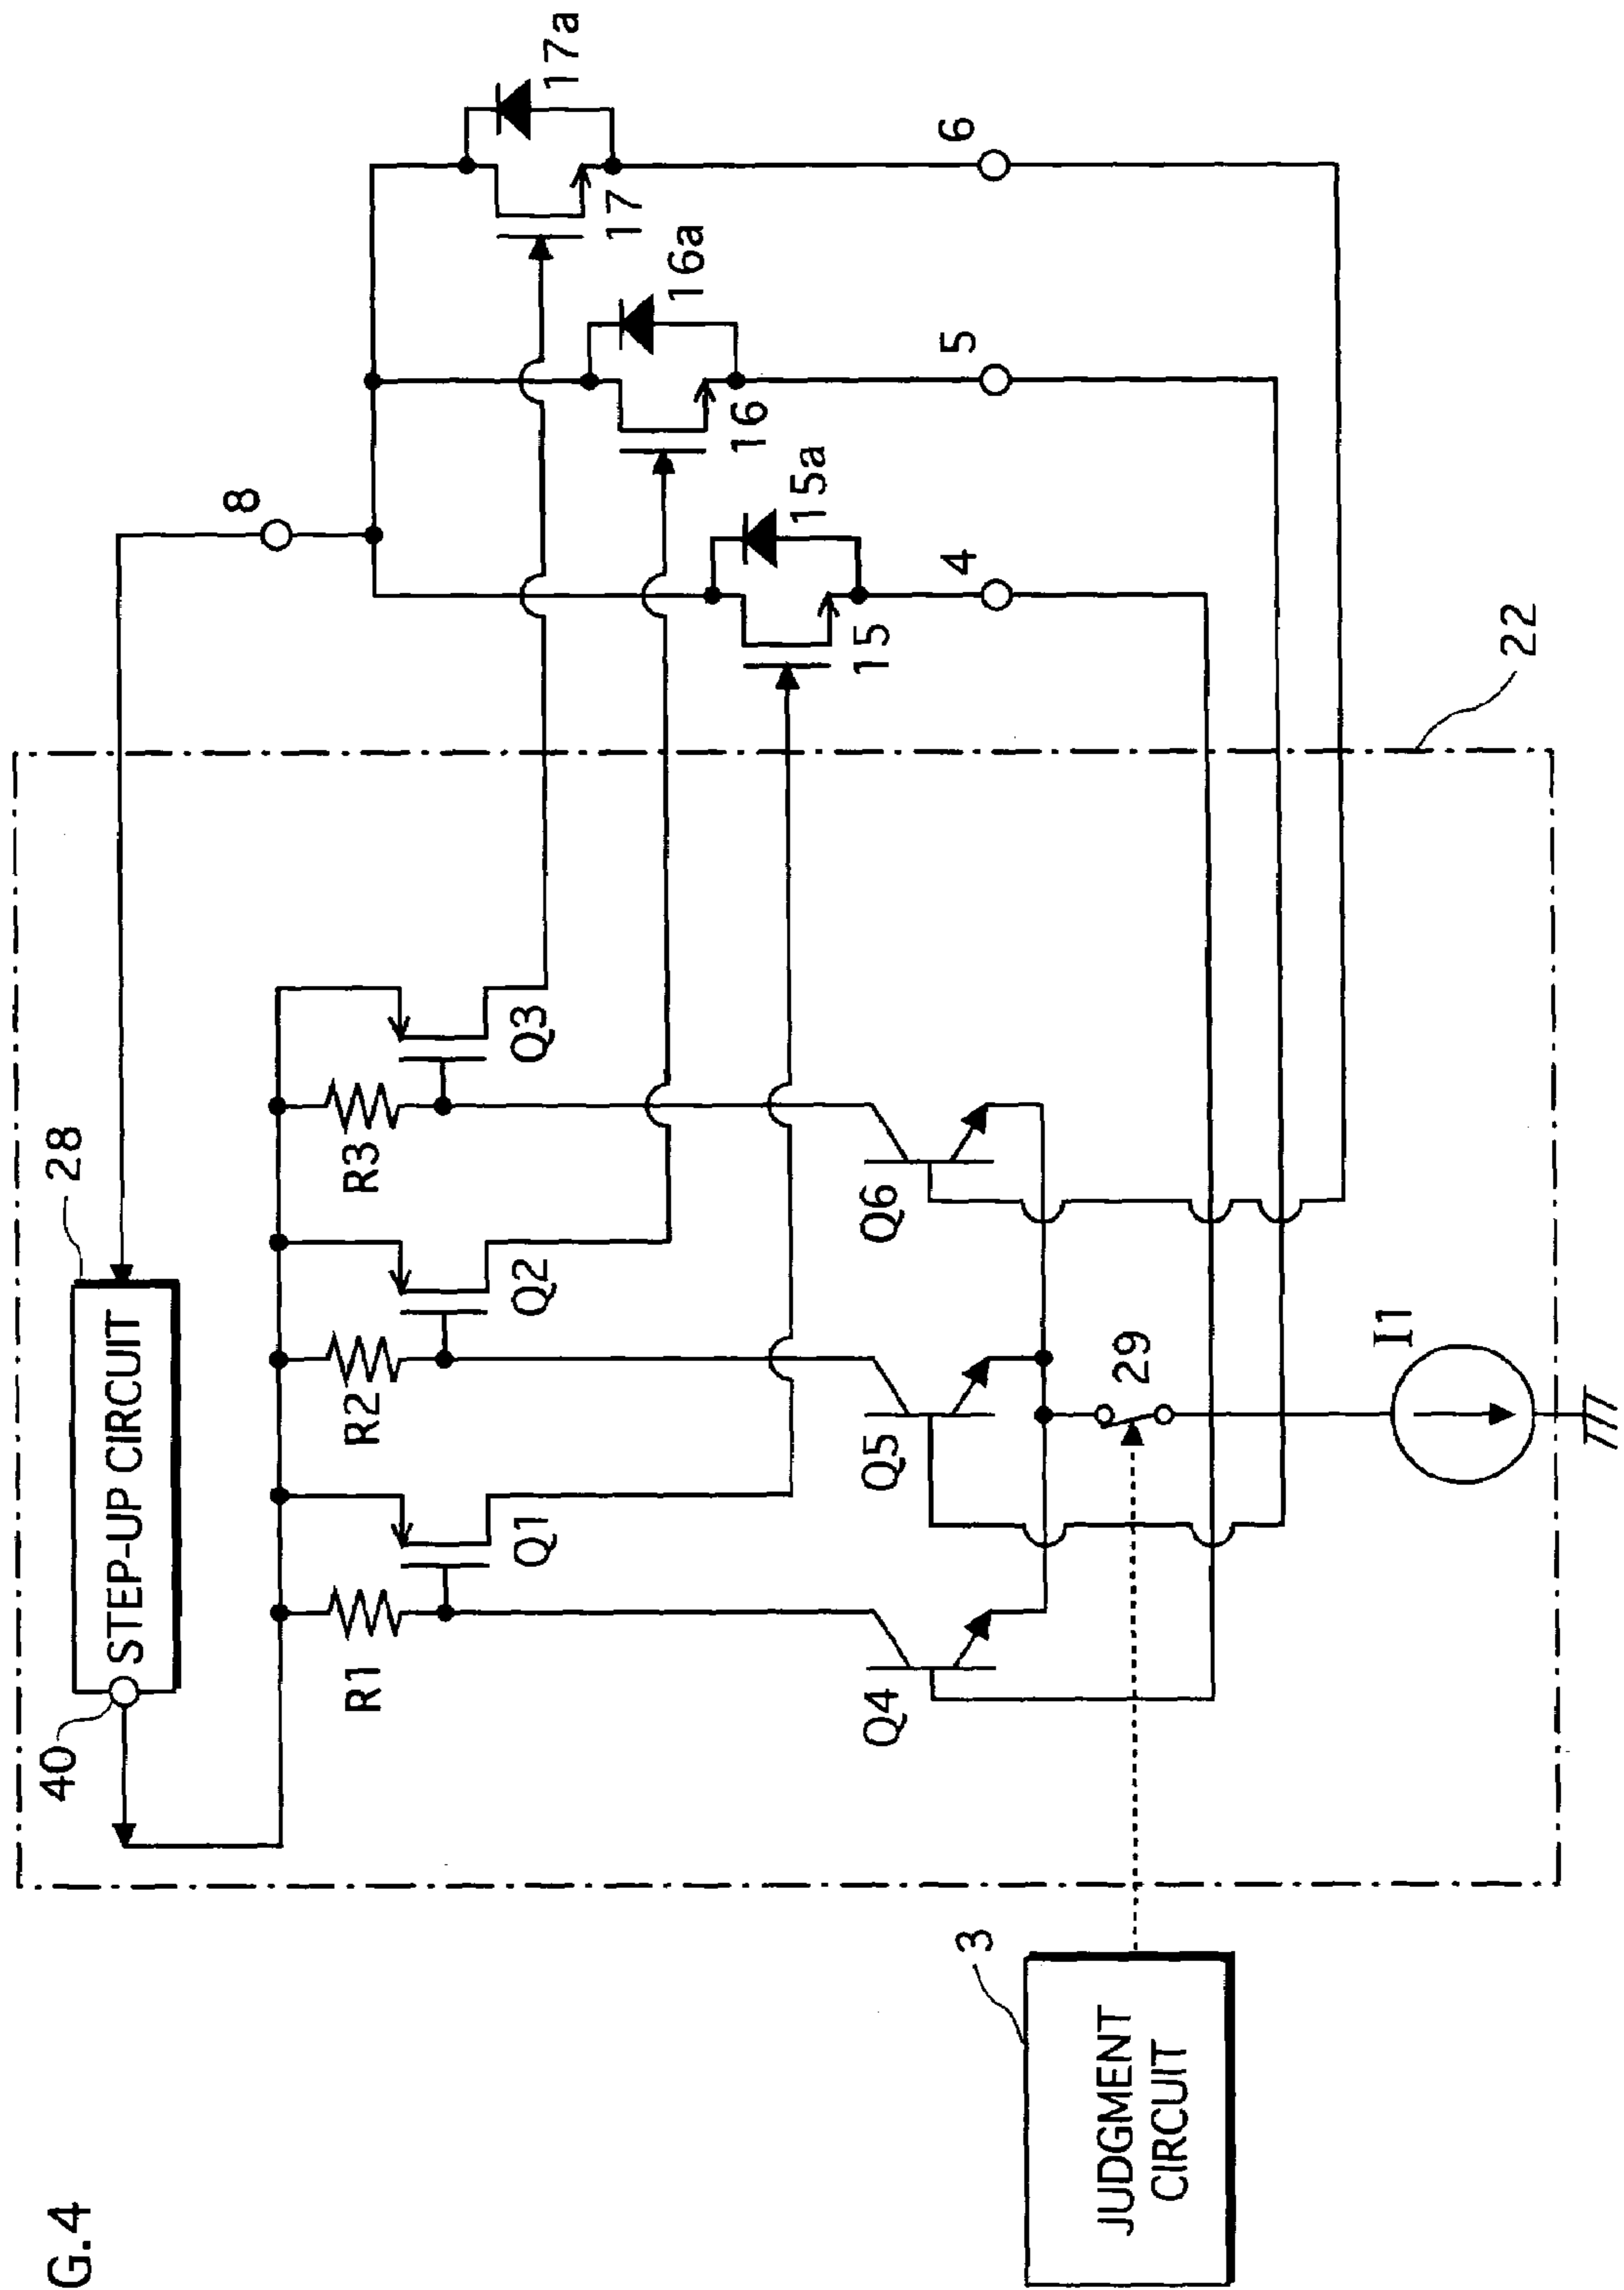 G.4
40
STEP-UP CIRCUIT
28
8
R1
Q1
R2
Q2
R3
Q3
17a
17
16a
16
15a
15
6
5
4
Q4
Q5
Q6
29
22
I1
3
JUDGMENT
CIRCUIT